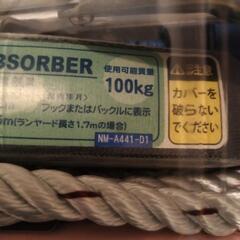 BSORBER
使用可能質量
100kg
フックまたはバックルに表示
5m(ランヤード長さ1.7mの場合)
NM-A441-D1
⚠注意
カバーを
破らない
でください